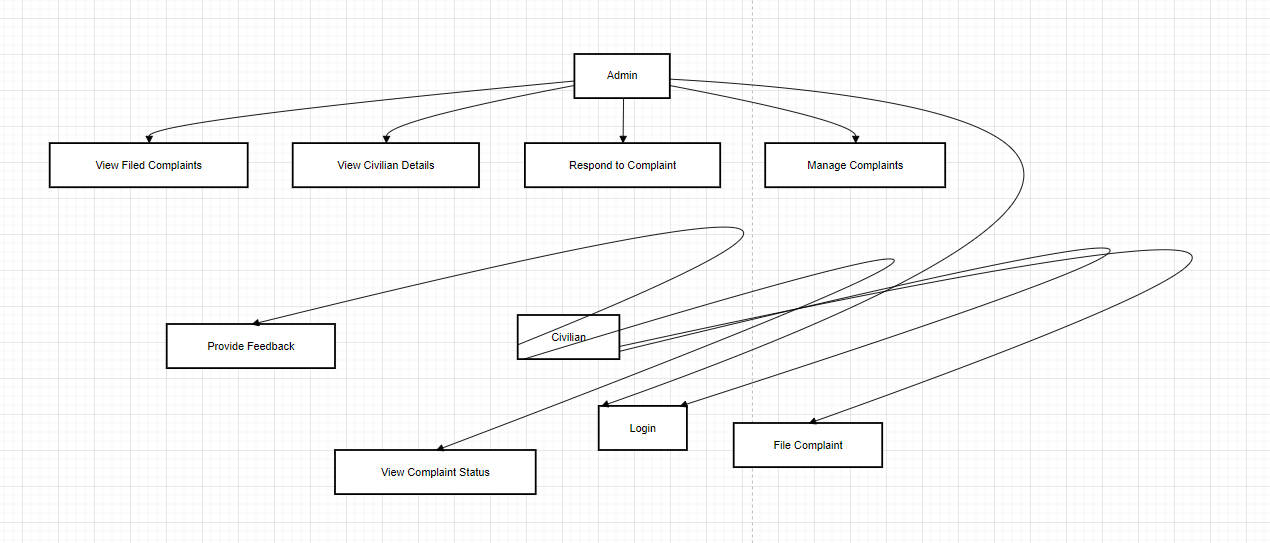 Admin
View Filed Complaints
View Civilian Details
Respond to Complaint
Manage Complaints
Civilian
Provide Feedback
Login
File Complaint
View Complaint Status